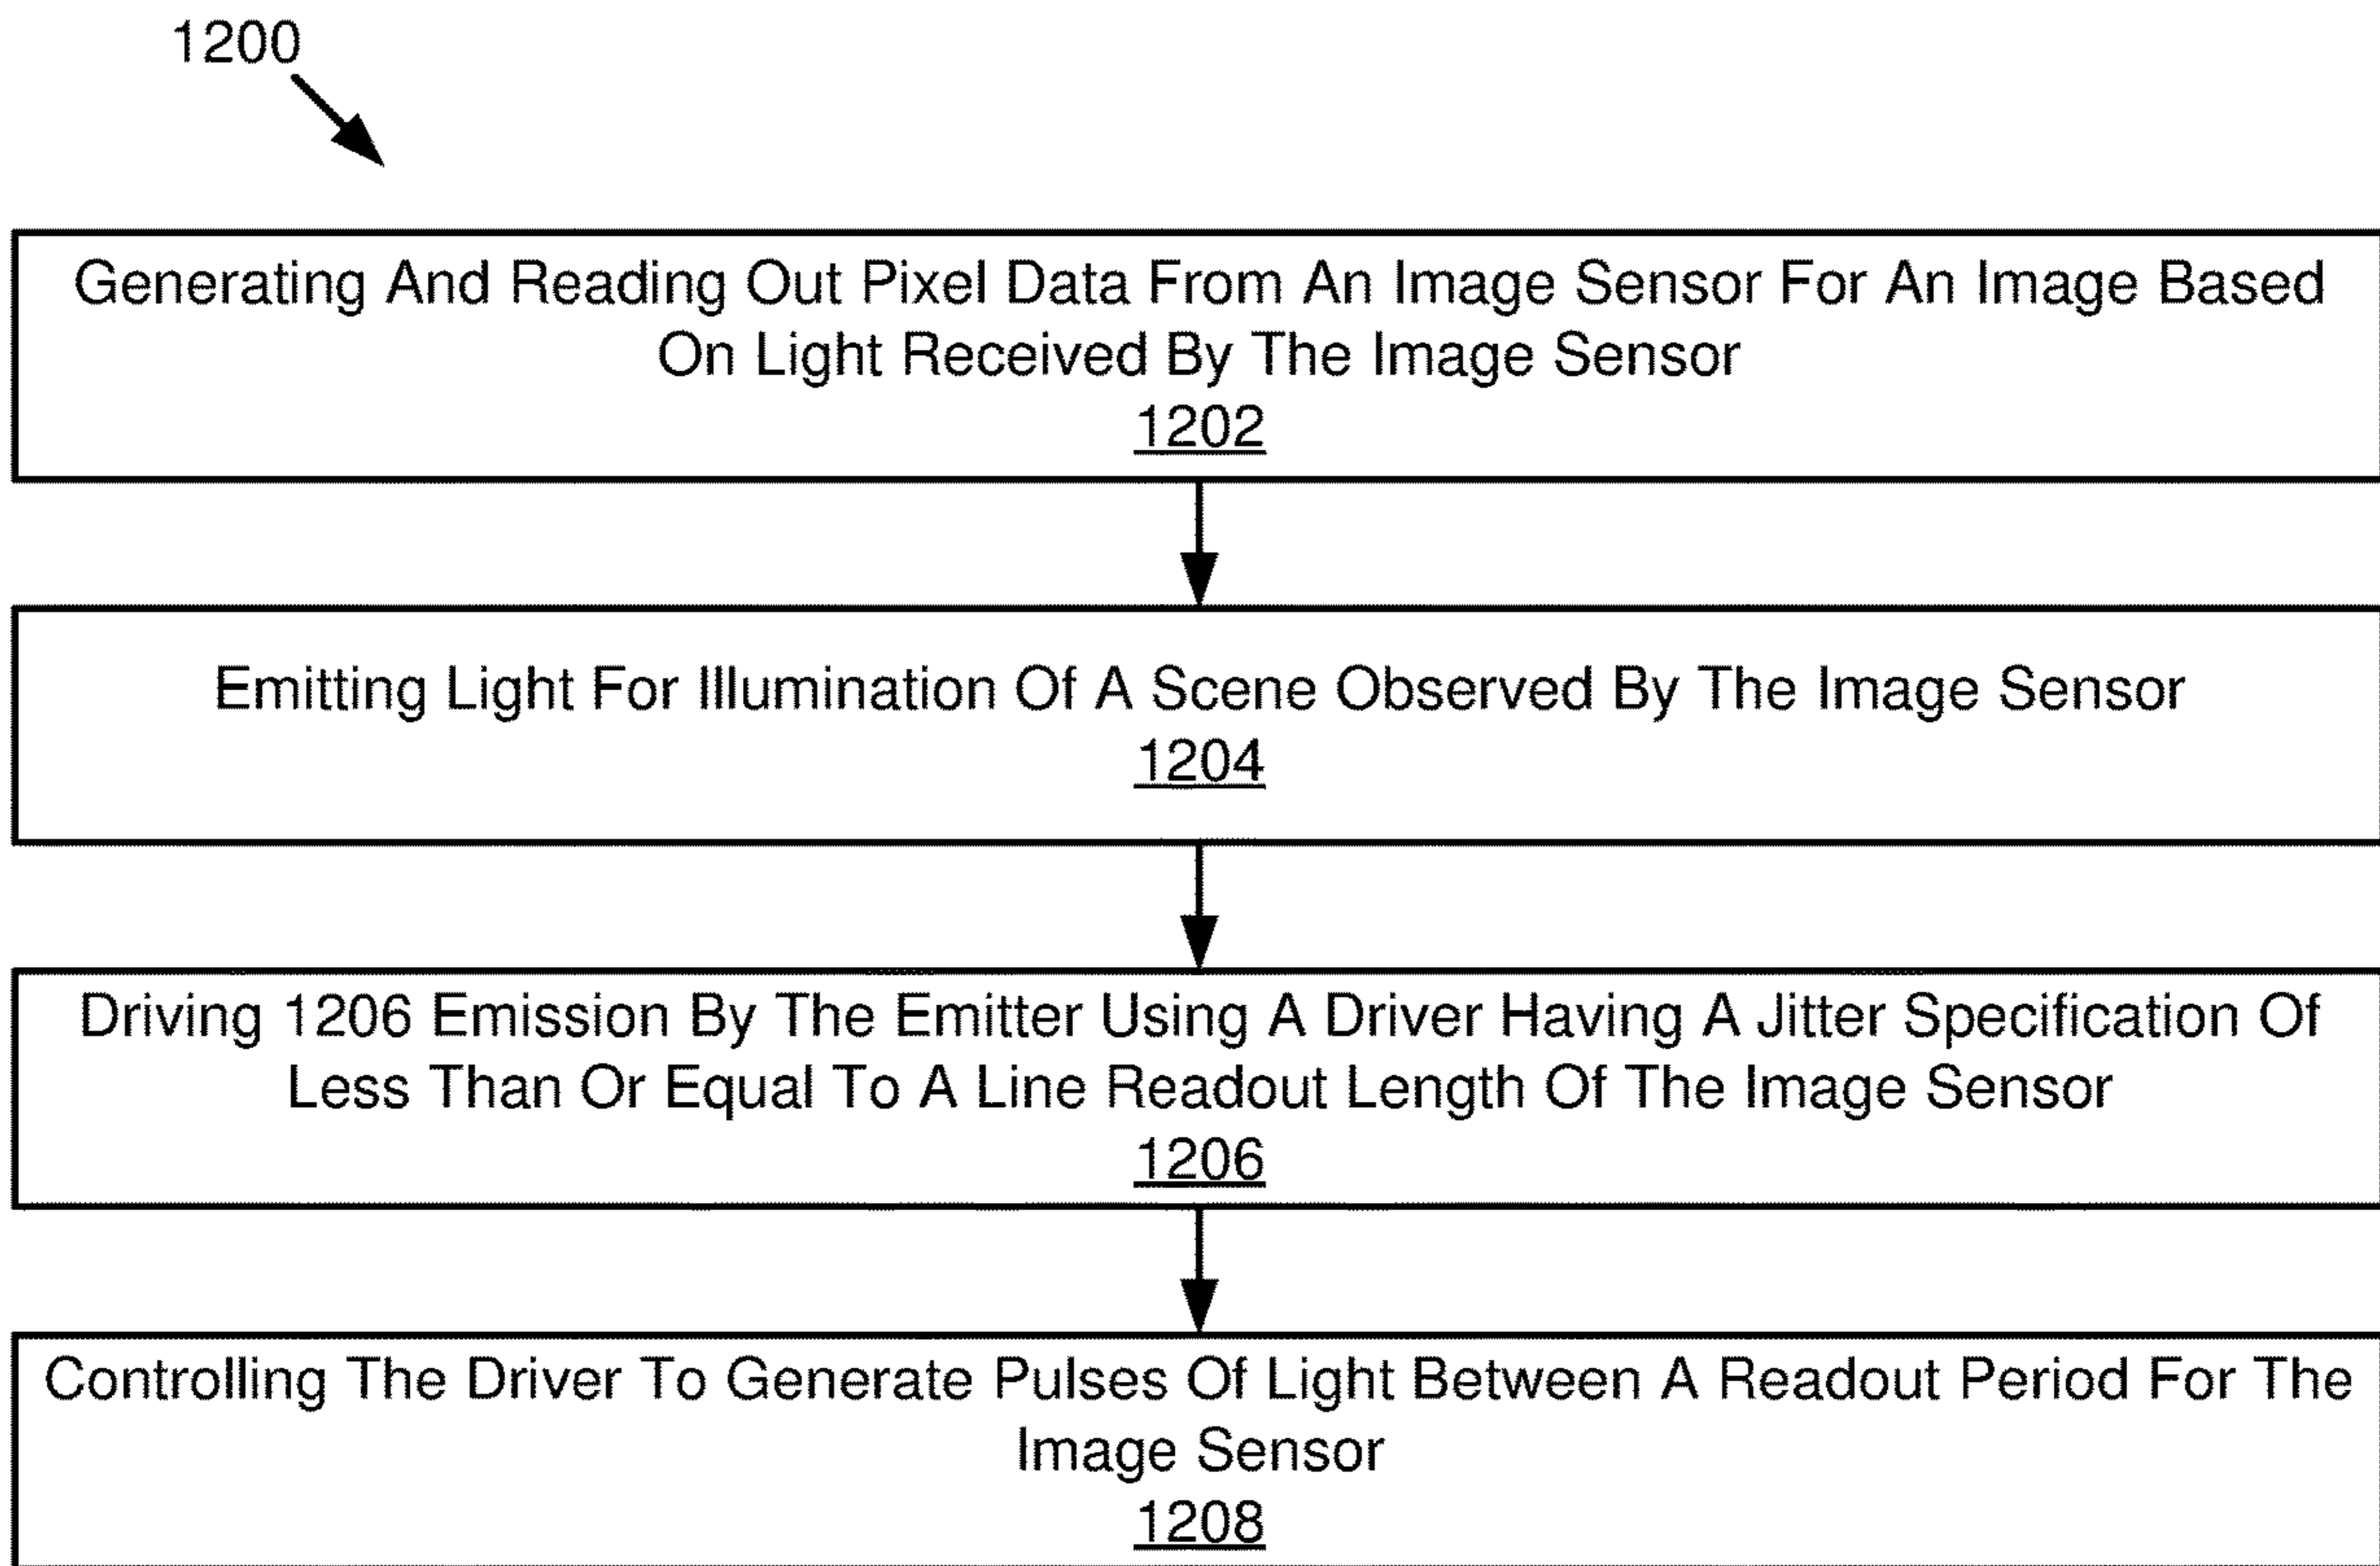 1200
Generating And Reading Out Pixel Data From An Image Sensor For An Image Based
On Light Received By The Image Sensor
1202
Emitting Light For Illumination Of A Scene Observed By The Image Sensor
1204
Driving 1206 Emission By The Emitter Using A Driver Having A Jitter Specification Of
Less Than Or Equal To A Line Readout Length Of The Image Sensor
1206
Controlling The Driver To Generate Pulses Of Light Between A Readout Period For The
Image Sensor
1208